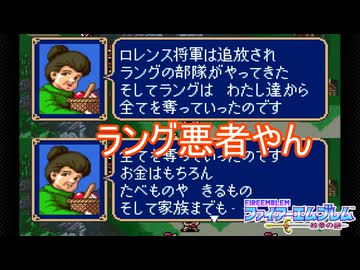 ロレンス将軍は追放され
ラングの部隊がやってきた
そしてラングは わたし達から
全てを奪っていったのです
ラング悪者やん
全てを奪っていったのです
お金はもちろん
たべものや きるもの
そして家族までも・
FIREEMBLEM
ファイアーエムブレム
紋章の謎